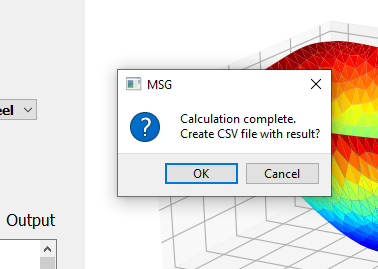 MSG
Calculation complete.
Create CSV file with result?
OK
Cancel
Output